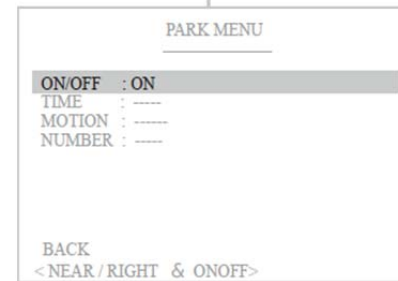 PARK MENU
ON/OFF : ON
TIME : -----
MOTION : ------
NUMBER : -----
BACK
< NEAR / RIGHT & ONOFF>